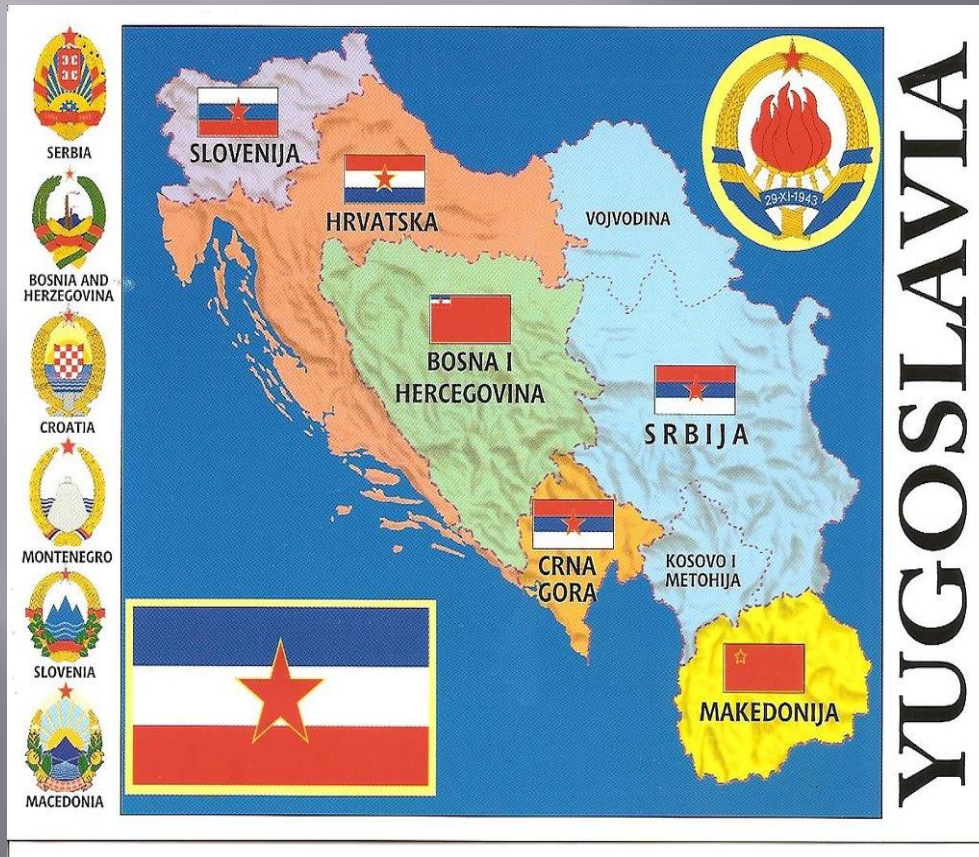 SERBIA
BOSNIA AND
HERZEGOVINA
CROATIA
MONTENEGRO
SLOVENIA
MACEDONIA
SLOVENIJA
HRVATSKA
VOJVODINA
29-XI-1943
BOSNA I
HERCEGOVINA
SRBIJA
CRNA
GORA
KOSOVO I
METOHIJA
MAKEDONIJA
YUGOSLAVIA